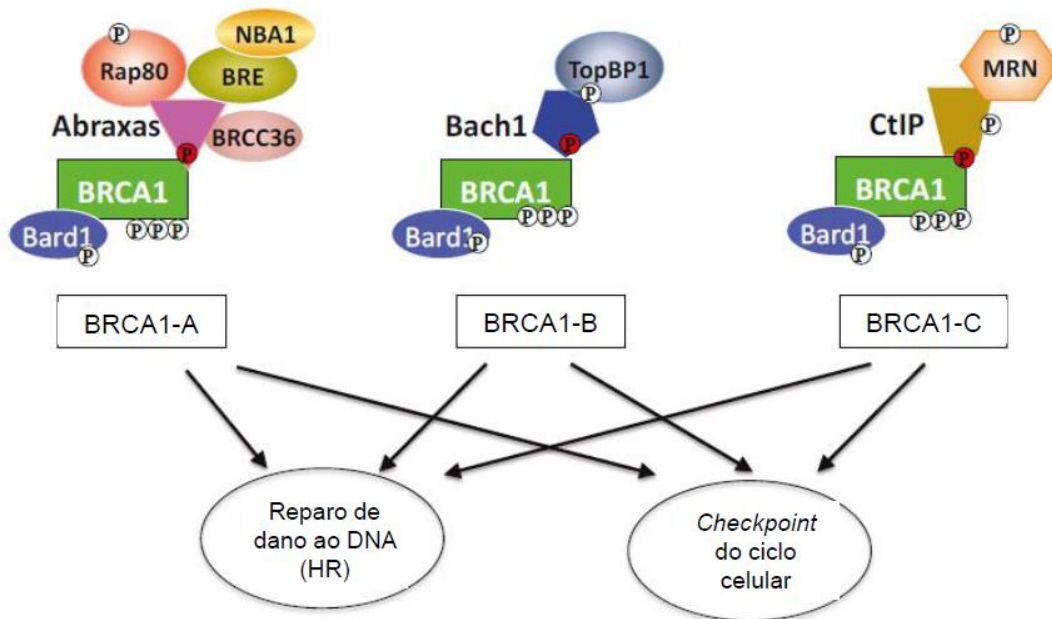 P
Rap80
NBA1
BRE
Abraxas
BRCC36
P
BRCA1
P P P
Bard1
P
TopBP1
P
Bach1
P
BRCA1
P P P
Bard1
P
P
MRN
CtIP
P
P
BRCA1
P P P
Bard1
P
BRCA1-A
BRCA1-B
BRCA1-C
Reparo de
dano ao DNA
(HR)
Checkpoint
do ciclo
celular